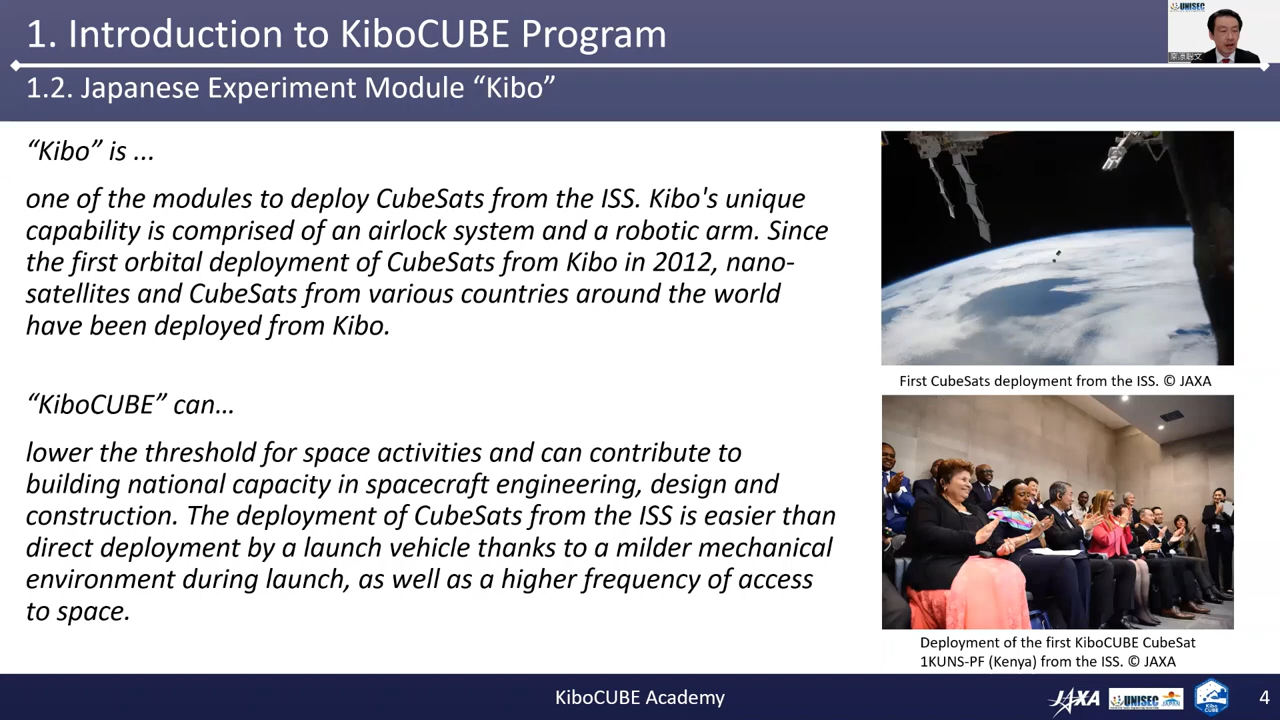 1. Introduction to KiboCUBE Program
UNISEC
1.2. Japanese Experiment Module “Kibo”
“Kibo” is ...
one of the modules to deploy CubeSats from the ISS. Kibo's unique
capability is comprised of an airlock system and a robotic arm. Since
the first orbital deployment of CubeSats from Kibo in 2012, nano-
satellites and CubeSats from various countries around the world
have been deployed from Kibo.
First CubeSats deployment from the ISS. © JAXA
“KiboCUBE” can…
lower the threshold for space activities and can contribute to
building national capacity in spacecraft engineering, design and
construction. The deployment of CubeSats from the ISS is easier than
direct deployment by a launch vehicle thanks to a milder mechanical
environment during launch, as well as a higher frequency of access
to space.
Deployment of the first KiboCUBE CubeSat
1KUNS-PF (Kenya) from the ISS. © JAXA
KiboCUBE Academy
JAXA
UNISEC
JAPAN
Kibo
CUBE
4